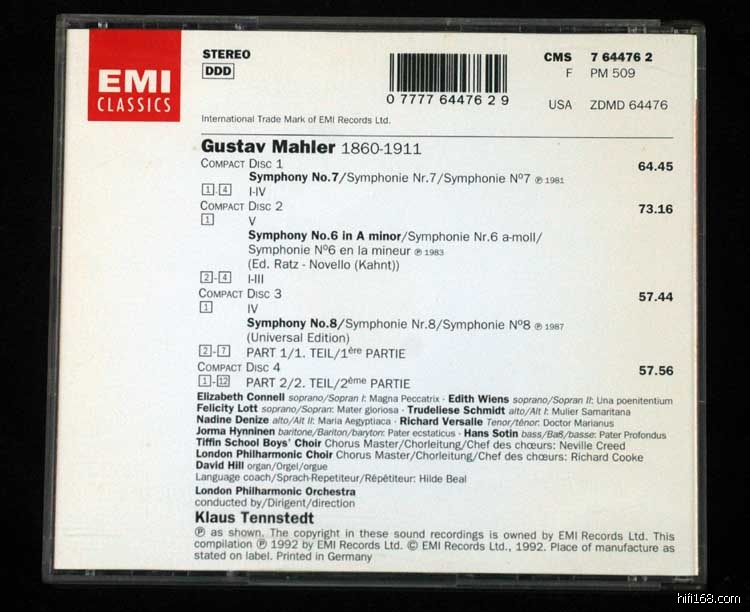 EMI
CLASSICS
STEREO
DDD
0 7777 64476 2 9
CMS 7 64476 2
F PM 509
USA ZDMD 64476
International Trade Mark of EMI Records Ltd.
Gustav Mahler 1860-1911
COMPACT DISC 1 64.45
Symphony No.7/Symphonie Nr.7/Symphonie Nº7 ℗ 1981
1-4 I-IV
COMPACT DISC 2 73.16
1 V
Symphony No.6 in A minor/Symphonie Nr.6 a-moll/
Symphonie Nº6 en la mineur ℗ 1983
(Ed. Ratz - Novello (Kahnt))
2-4 I-III
COMPACT DISC 3 57.44
1 IV
Symphony No.8/Symphonie Nr.8/Symphonie Nº8 ℗ 1987
(Universal Edition)
2-7 PART 1/1. TEIL/1ère PARTIE
COMPACT DISC 4 57.56
1-12 PART 2/2. TEIL/2ème PARTIE
Elizabeth Connell soprano/Sopran I: Magna Peccatrix · Edith Wiens soprano/Sopran II: Una poenitentium
Felicity Lott soprano/Sopran: Mater gloriosa · Trudeliese Schmidt alto/Alt I: Mulier Samaritana
Nadine Denize alto/Alt II: Maria Aegyptiaca · Richard Versalle Tenor/ténor: Doctor Marianus
Jorma Hynninen baritone/Bariton/baryton: Pater ecstaticus · Hans Sotin bass/Baß/basse: Pater Profondus
Tiffin School Boys' Choir Chorus Master/Chorleitung/Chef des chœurs: Neville Creed
London Philharmonic Choir Chorus Master/Chorleitung/Chef des chœurs: Richard Cooke
David Hill organ/Orgel/orgue
Language coach/Sprach-Repetiteur/Répétiteur: Hilde Beal
London Philharmonic Orchestra
conducted by/Dirigent/direction
Klaus Tennstedt
℗ as shown. The copyright in these sound recordings is owned by EMI Records Ltd. This
compilation ℗ 1992 by EMI Records Ltd. © EMI Records Ltd., 1992. Place of manufacture as
stated on label. Printed in Germany
hifi168.com